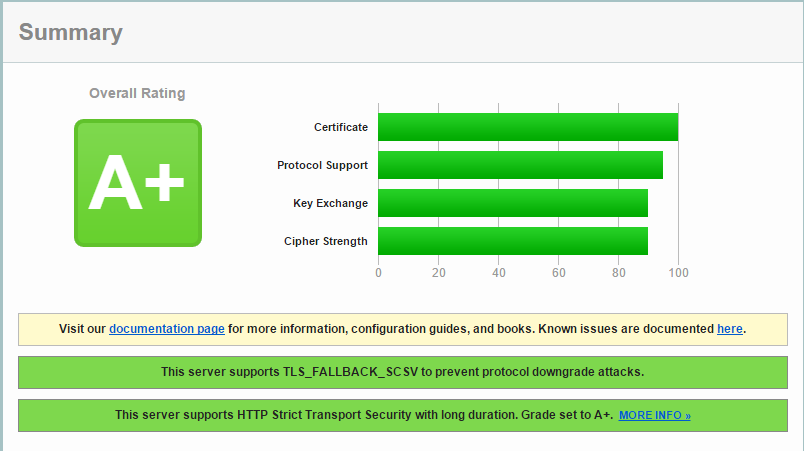 Summary
Overall Rating
A+
Certificate
Protocol Support
Key Exchange
Cipher Strength
0 20 40 60 80 100
Visit our documentation page for more information, configuration guides, and books. Known issues are documented here.
This server supports TLS_FALLBACK_SCSV to prevent protocol downgrade attacks.
This server supports HTTP Strict Transport Security with long duration. Grade set to A+. MORE INFO »